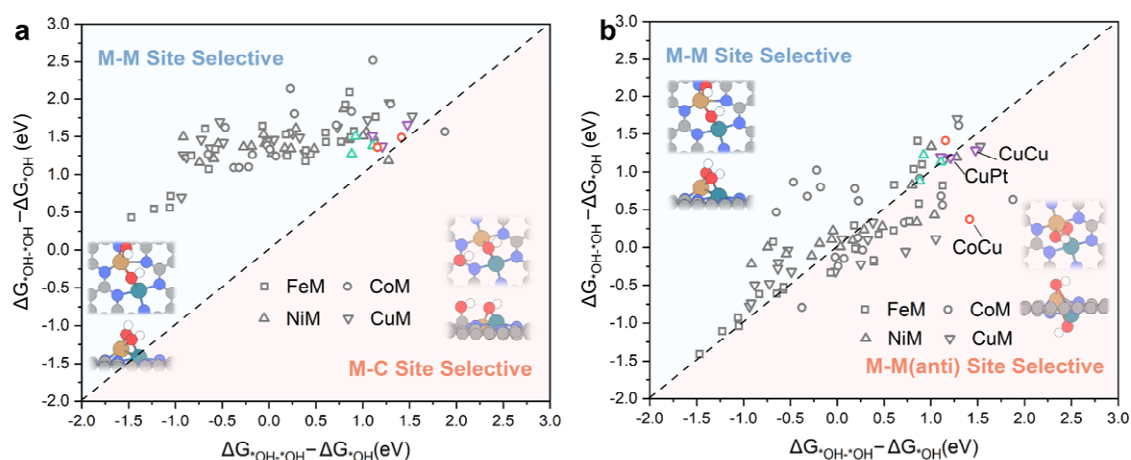 a
M-M Site Selective
M-C Site Selective
FeM
CoM
NiM
CuM
3.0
2.5
2.0
1.5
1.0
0.5
0.0
-0.5
-1.0
-1.5
-2.0
ΔG*OH-*OH −ΔG*OH (eV)
-2.0 -1.5 -1.0 -0.5 0.0 0.5 1.0 1.5 2.0 2.5 3.0
ΔG*OH-*OH −ΔG*OH(eV)
b
M-M Site Selective
CuCu
CuPt
CoCu
FeM
CoM
NiM
CuM
M-M(anti) Site Selective
3.0
2.5
2.0
1.5
1.0
0.5
0.0
-0.5
-1.0
-1.5
-2.0
ΔG*OH-*OH −ΔG*OH (eV)
-2.0 -1.5 -1.0 -0.5 0.0 0.5 1.0 1.5 2.0 2.5 3.0
ΔG*OH-*OH −ΔG*OH(eV)